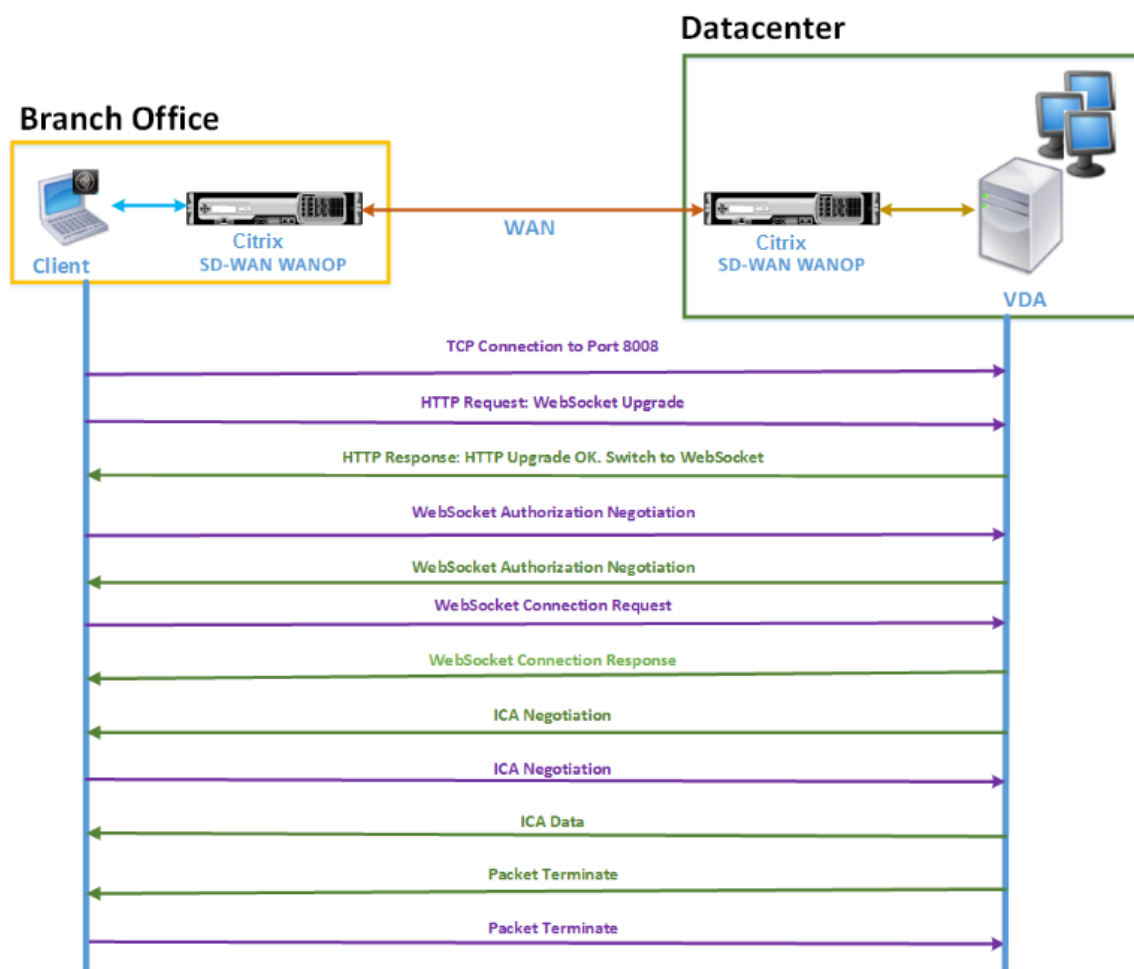 Datacenter
Branch Office
Client
Citrix
SD-WAN WANOP
WAN
Citrix
SD-WAN WANOP
VDA
TCP Connection to Port 8008
HTTP Request: WebSocket Upgrade
HTTP Response: HTTP Upgrade OK. Switch to WebSocket
WebSocket Authorization Negotiation
WebSocket Authorization Negotiation
WebSocket Connection Request
WebSocket Connection Response
ICA Negotiation
ICA Negotiation
ICA Data
Packet Terminate
Packet Terminate